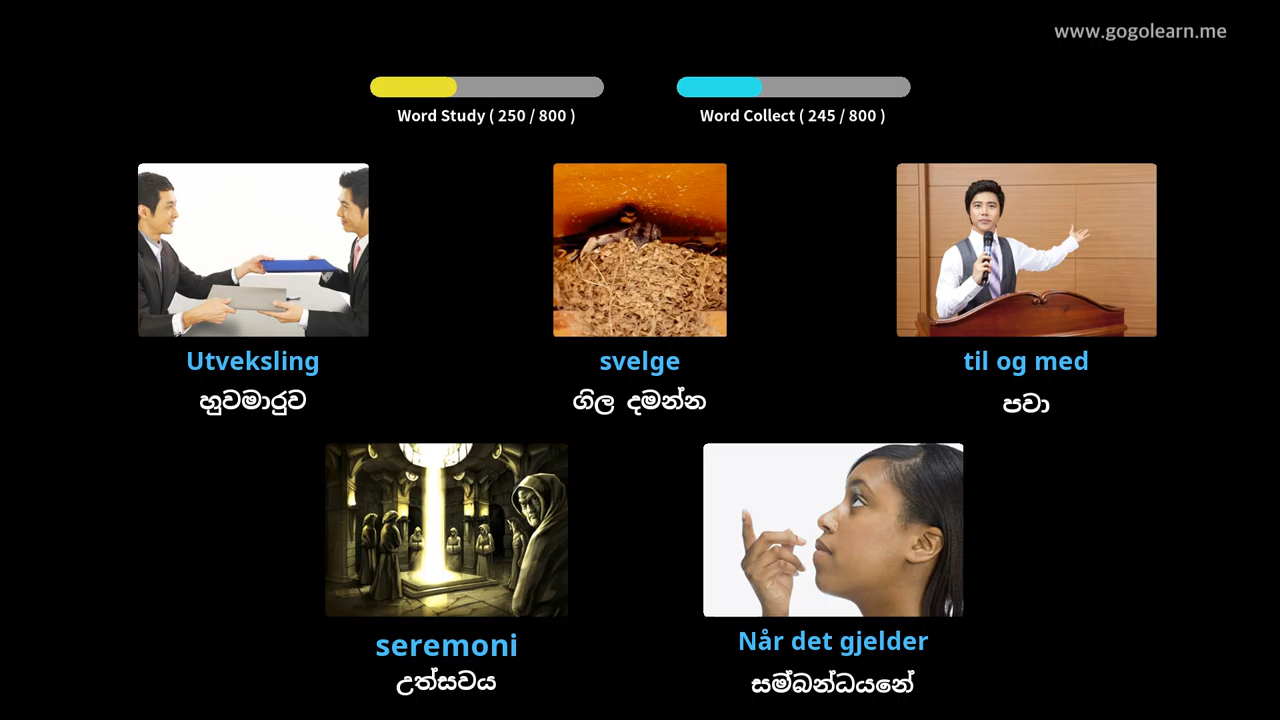 www.gogolearn.me
Word Study ( 250 / 800 )
Word Collect ( 245 / 800 )
Utveksling
හුවමාරුව
svelge
ගිල දමන්න
til og med
පවා
seremoni
උත්සවය
Når det gjelder
සම්බන්ධයනේ